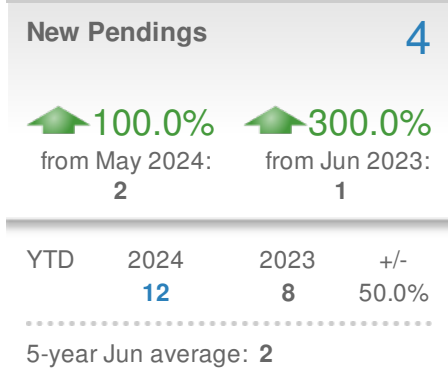 New Pendings 4
100.0% 300.0%
from May 2024: from Jun 2023:
2 1
YTD 2024 2023 +/-
12 8 50.0%
5-year Jun average: 2